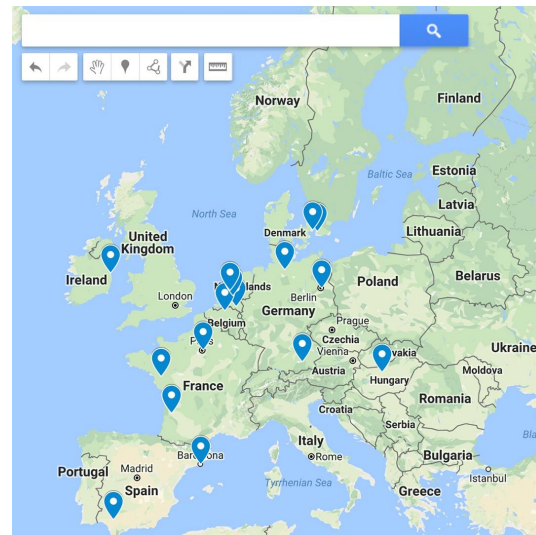 Norway
Finland
Baltic Sea
Estonia
Latvia
North Sea
Denmark
Lithuania
United
Kingdom
Ireland
Belarus
London
Berlin
Poland
Germany
Belgium
Prague
Czechia
Ukraine
Vienna
Austria
Moldova
Hungary
France
Romania
Croatia
Serbia
Italy
Bulgaria
Rome
Portugal
Madrid
Spain
Istanbul
Tyrrhenian Sea
Greece